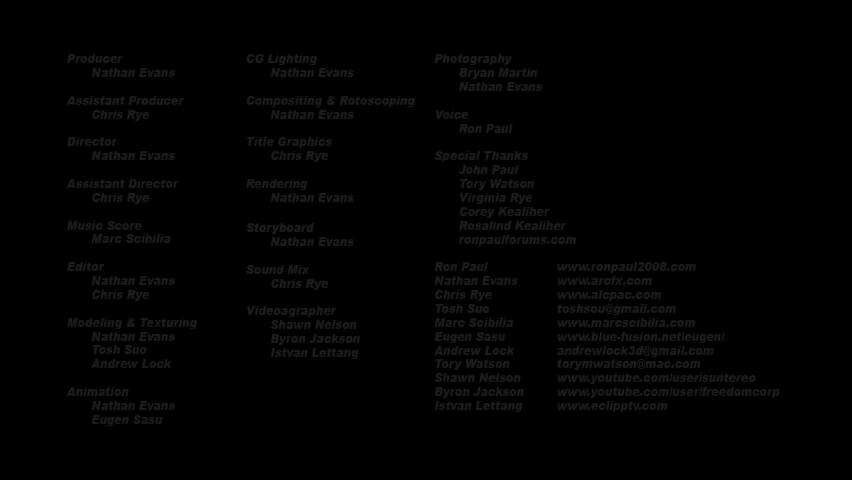 Producer
Nathan Evans
Assistant Producer
Chris Rye
Director
Nathan Evans
Assistant Director
Chris Rye
Music Score
Marc Scibilia
Editor
Nathan Evans
Chris Rye
Modeling & Texturing
Nathan Evans
Tosh Suo
Andrew Lock
Animation
Nathan Evans
Eugen Sasu
CG Lighting
Nathan Evans
Compositing & Rotoscoping
Nathan Evans
Title Graphics
Chris Rye
Rendering
Nathan Evans
Storyboard
Nathan Evans
Sound Mix
Chris Rye
Videoagrapher
Shawn Nelson
Byron Jackson
Istvan Lettang
Photography
Bryan Martin
Nathan Evans
Voice
Ron Paul
Special Thanks
John Paul
Tory Watson
Virginia Rye
Corey Kealiher
Rosalind Kealiher
ronpaulforums.com
Ron Paul www.ronpaul2008.com
Nathan Evans www.arcfx.com
Chris Rye www.alcpac.com
Tosh Suo toshsou@gmail.com
Marc Scibilia www.marcscibilia.com
Eugen Sasu www.blue-fusion.net/eugen/
Andrew Lock andrewlock3d@gmail.com
Tory Watson torymwatson@mac.com
Shawn Nelson www.youtube.com/user/suntereo
Byron Jackson www.youtube.com/user/freedomcorp
Istvan Lettang www.eclipptv.com